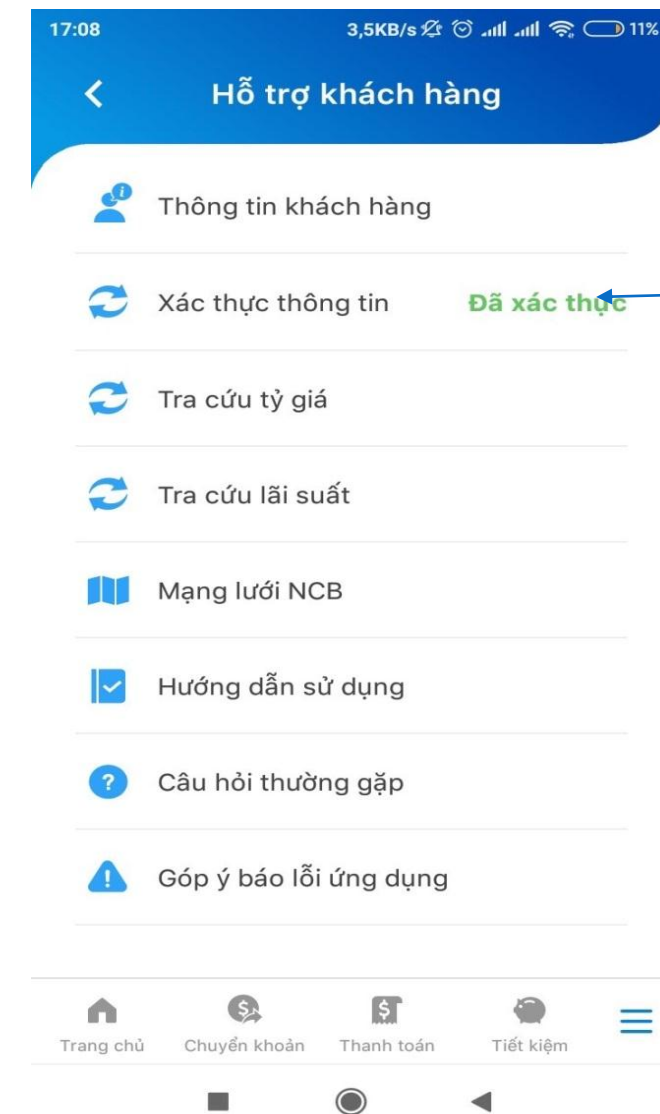 17:08 3,5KB/s 11%
Hỗ trợ khách hàng
Thông tin khách hàng
Xác thực thông tin Đã xác thực
Tra cứu tỷ giá
Tra cứu lãi suất
Mạng lưới NCB
Hướng dẫn sử dụng
Câu hỏi thường gặp
Góp ý báo lỗi ứng dụng
Trang chủ Chuyển khoản Thanh toán Tiết kiệm